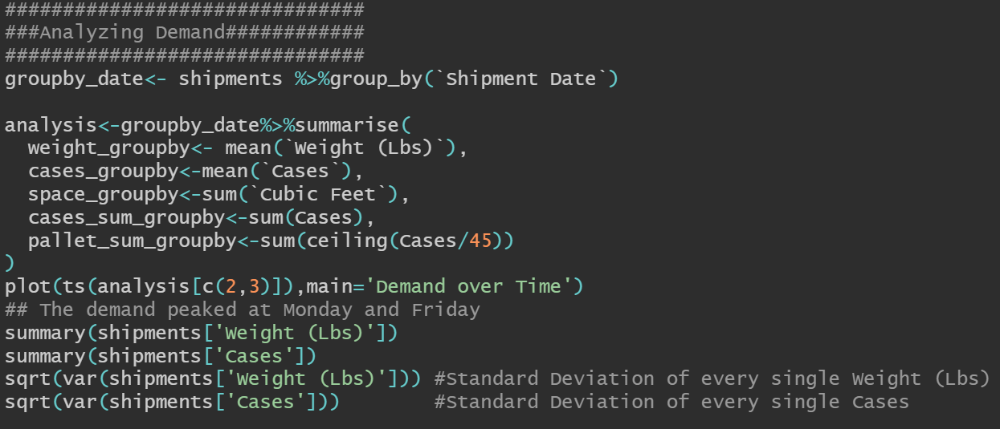 ###############################
###Analyzing Demand############
###############################
groupby_date<- shipments %>%group_by(`Shipment Date`)
analysis<-groupby_date%>%summarise(
  weight_groupby<- mean(`Weight (Lbs)`),
  cases_groupby<-mean(`Cases`),
  space_groupby<-sum(`Cubic Feet`),
  cases_sum_groupby<-sum(Cases),
  pallet_sum_groupby<-sum(ceiling(Cases/45))
)
plot(ts(analysis[c(2,3)]),main='Demand over Time')
## The demand peaked at Monday and Friday
summary(shipments['Weight (Lbs)'])
summary(shipments['Cases'])
sqrt(var(shipments['Weight (Lbs)'])) #Standard Deviation of every single Weight (Lbs)
sqrt(var(shipments['Cases']))        #Standard Deviation of every single Cases